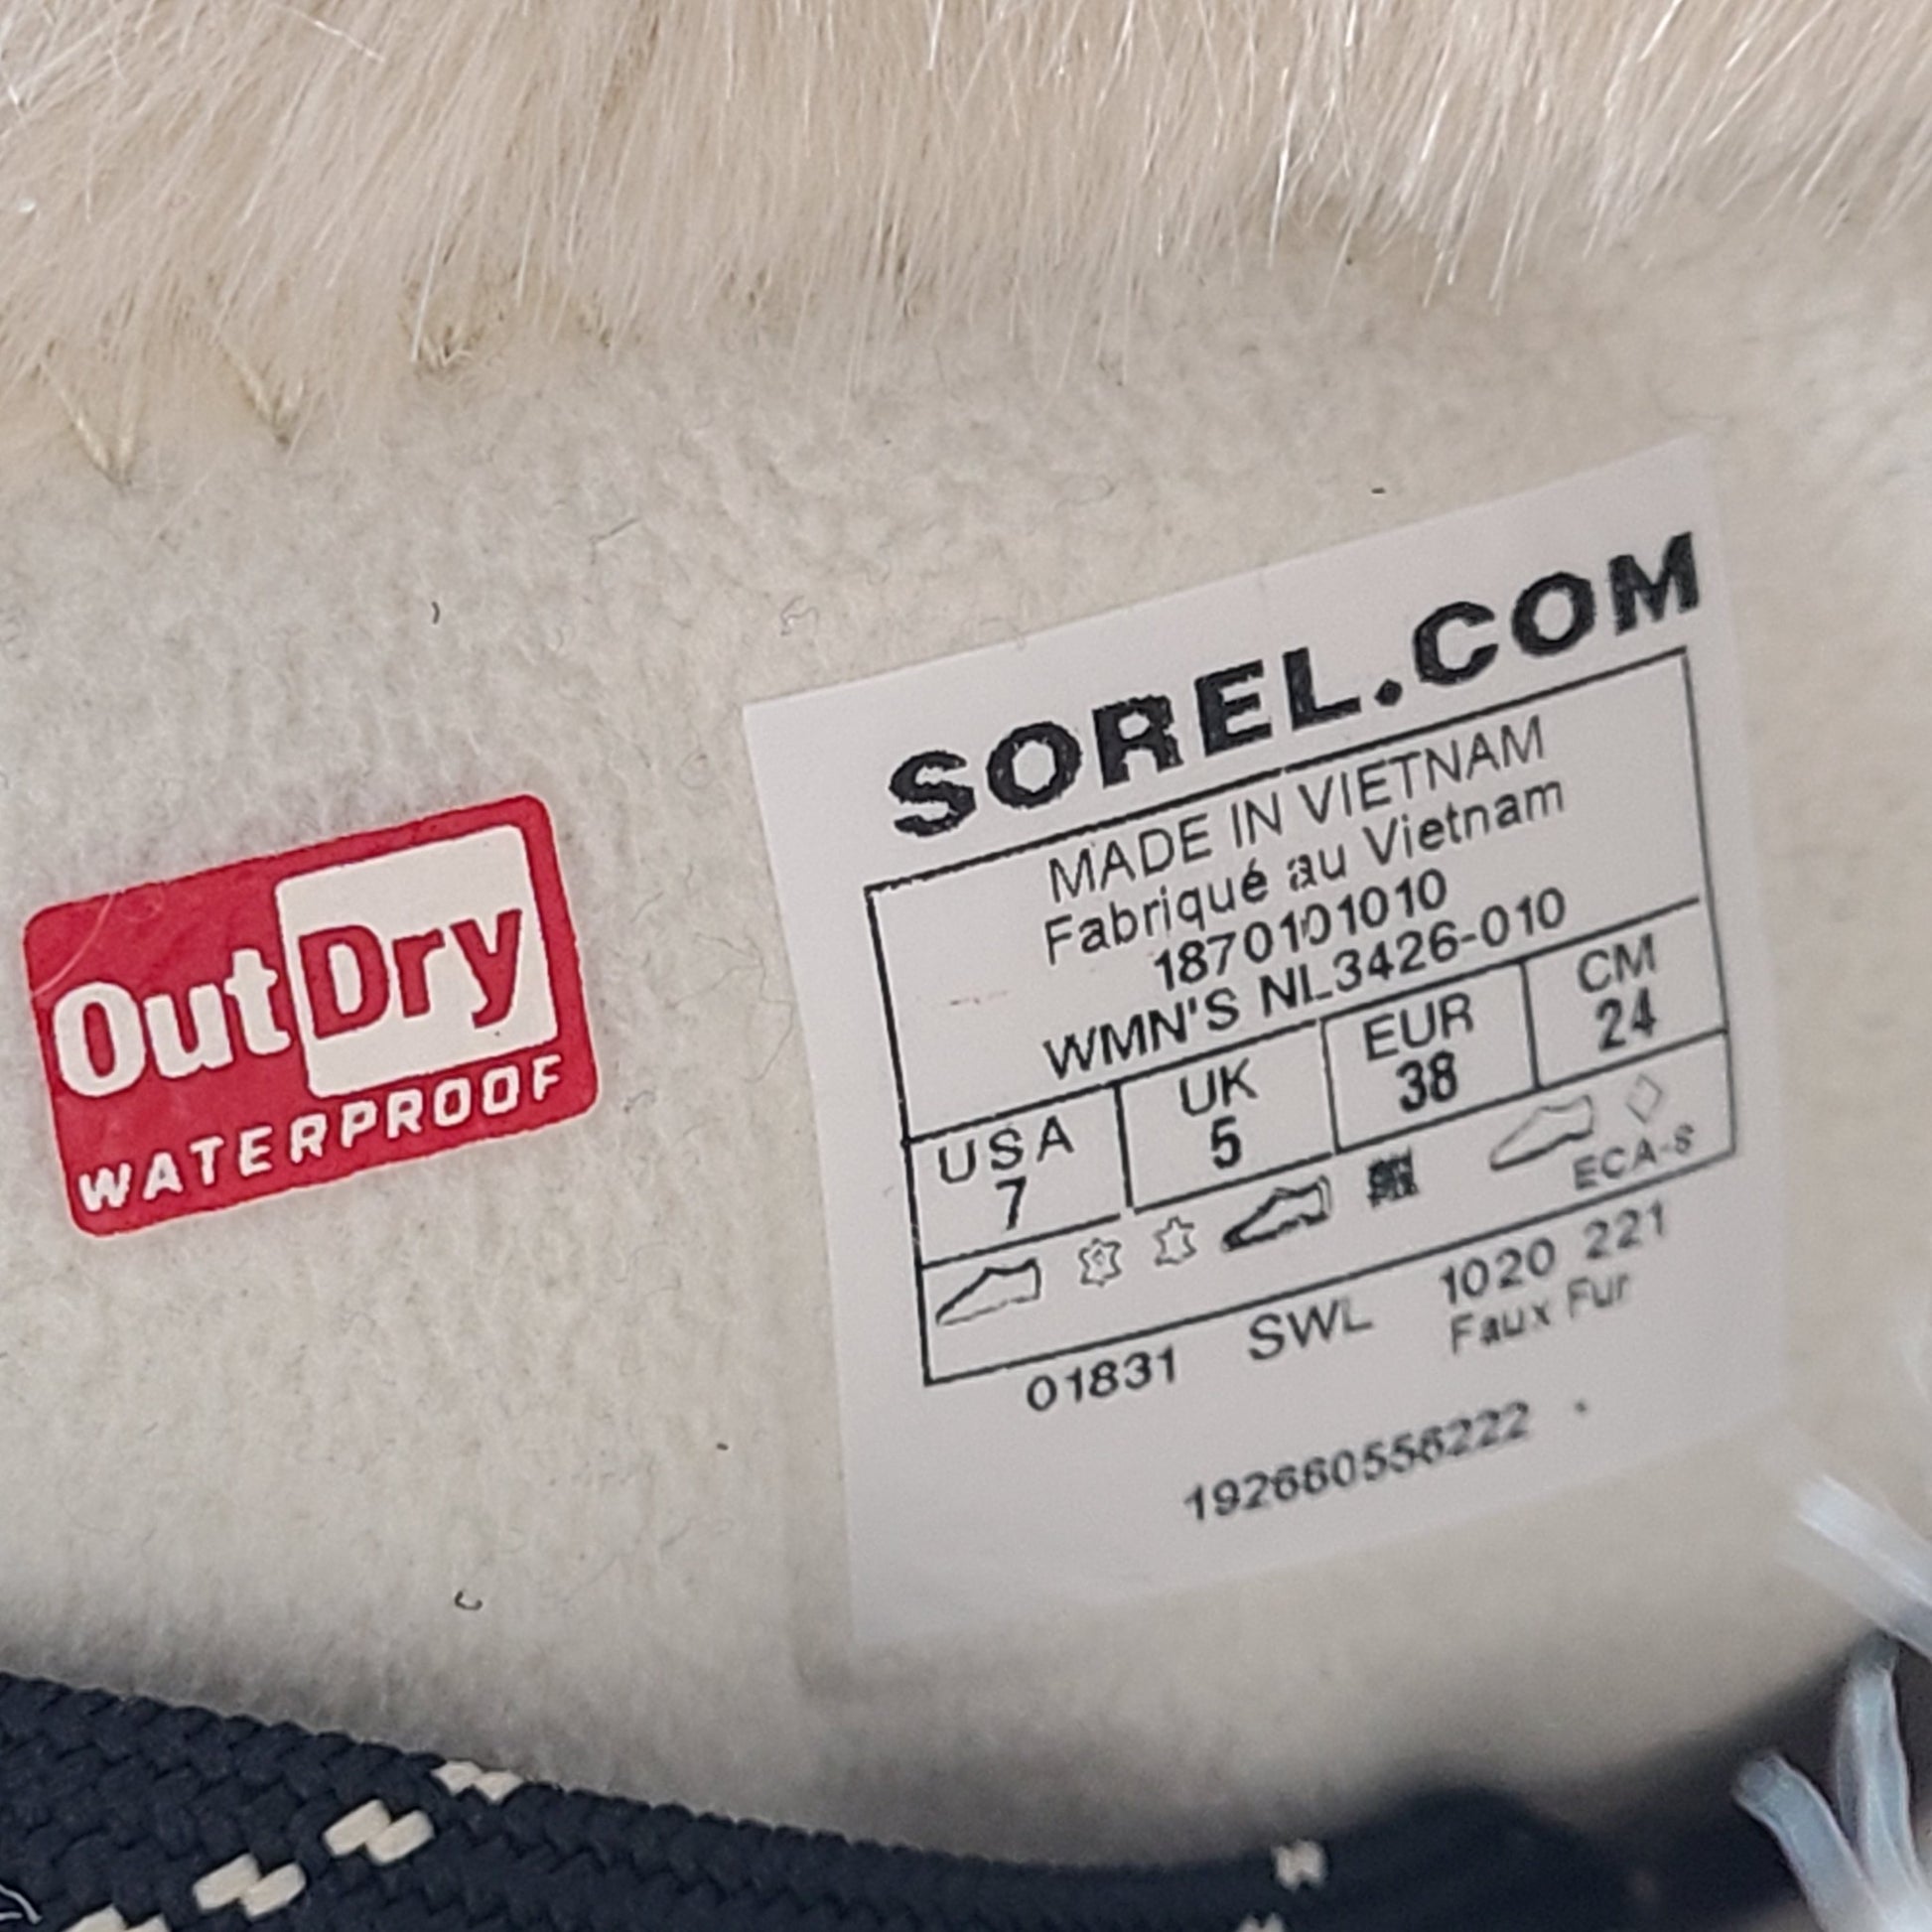 OutDry
WATERPROOF
SOREL.COM
MADE IN VIETNAM
Fabriqué au Vietnam
1870101010
WMN'S NL3426-010
USA UK EUR CM
7 5 38 24
ECA-S
01831 SWL 1020 221
Faux Fur
192660556222